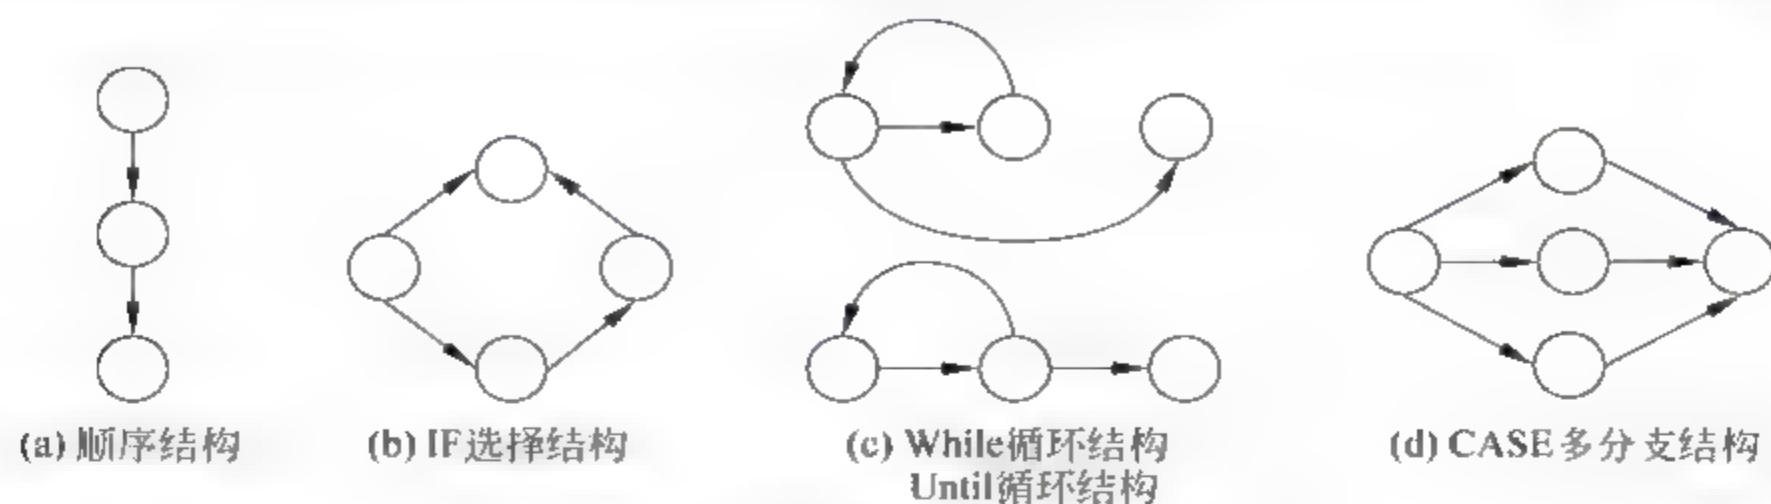 (a) 顺序结构
(b) IF选择结构
(c) While循环结构
Until循环结构
(d) CASE多分支结构